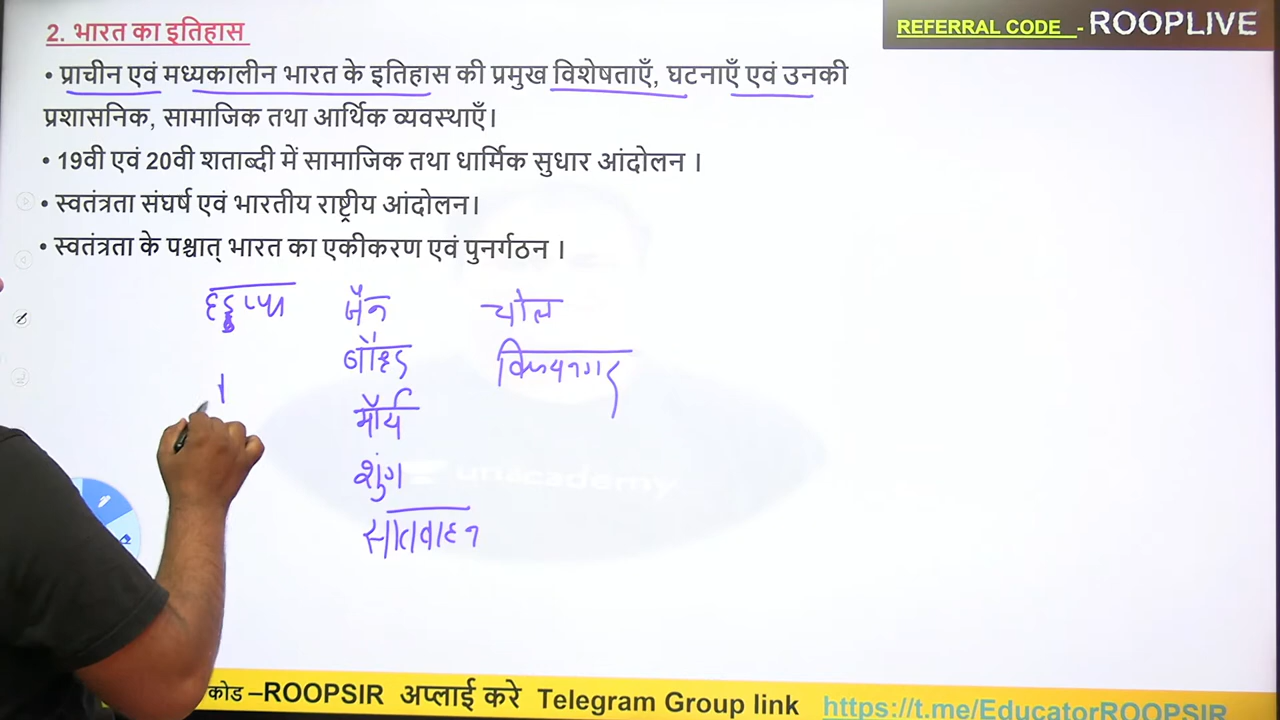 REFERRAL CODE - ROOPLIVE
2. भारत का इतिहास
• प्राचीन एवं मध्यकालीन भारत के इतिहास की प्रमुख विशेषताएँ, घटनाएँ एवं उनकी
प्रशासनिक, सामाजिक तथा आर्थिक व्यवस्थाएँ।
• 19वी एवं 20वी शताब्दी में सामाजिक तथा धार्मिक सुधार आंदोलन ।
• स्वतंत्रता संघर्ष एवं भारतीय राष्ट्रीय आंदोलन।
• स्वतंत्रता के पश्चात् भारत का एकीकरण एवं पुनर्गठन ।
हड़प्पा जैन चोल
बौद्ध विजयनगर
मौर्य
शुंग
unacademy
सातवाहन
कोड –ROOPSIR अप्लाई करे Telegram Group link https://t.me/EducatorROOPSIR